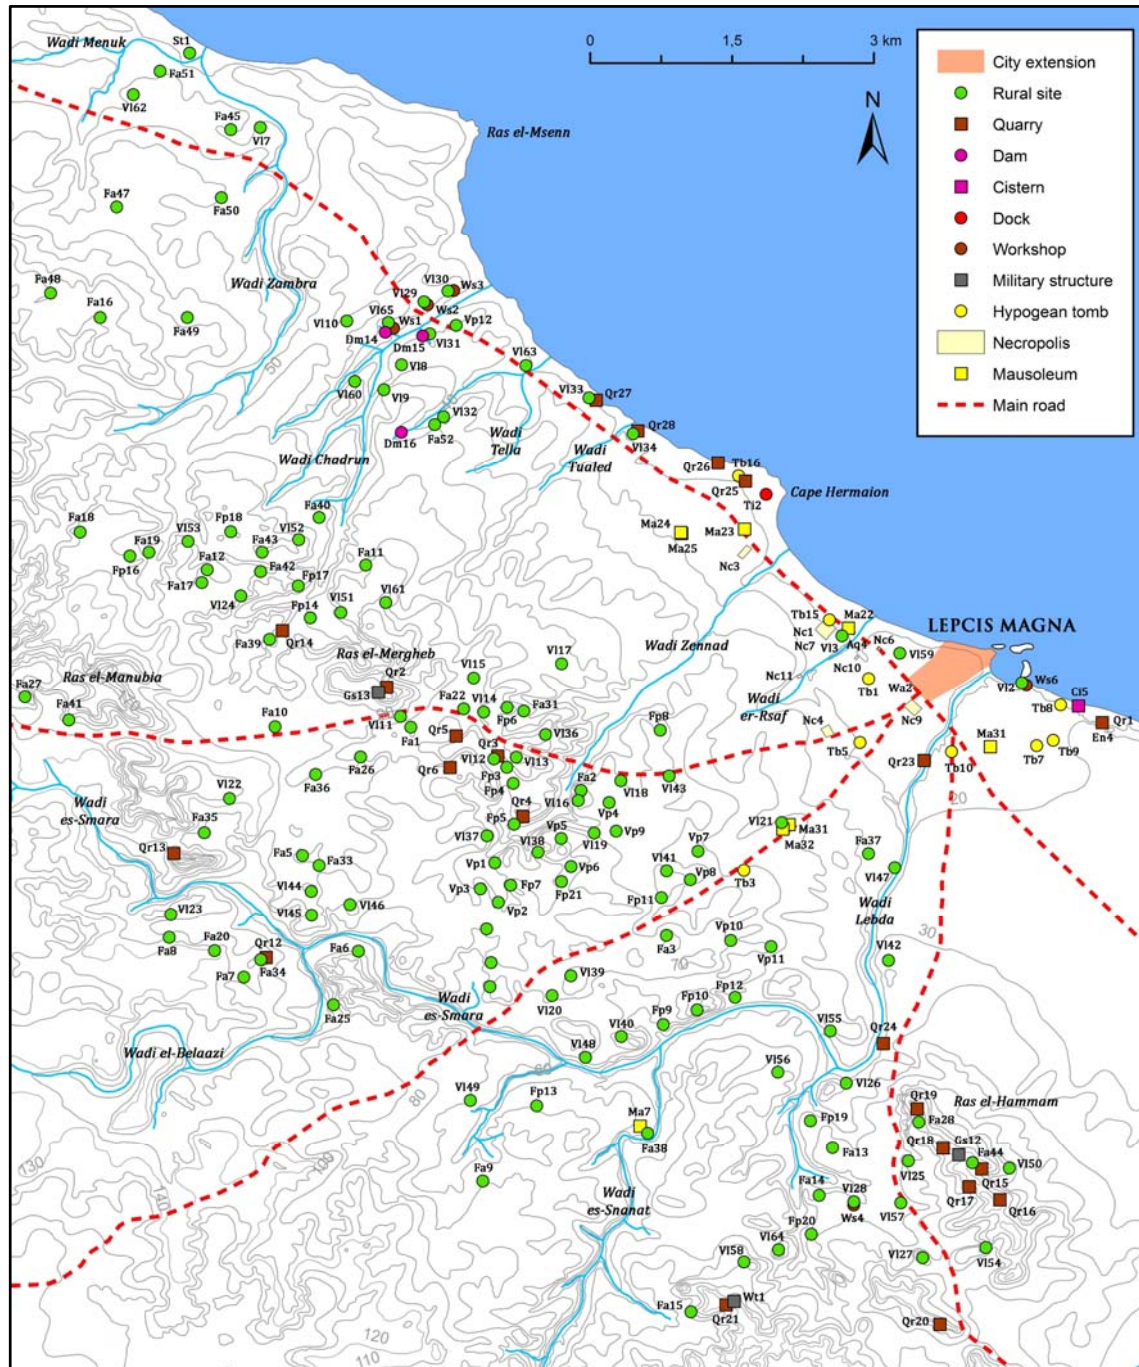 Wadi Menuk
St1
Fa51
Vl62
Fa45
Vl7
Ras el-Msenn
0
1,5
3 km
N
City extension
Rural site
Quarry
Dam
Cistern
Dock
Workshop
Military structure
Hypogean tomb
Necropolis
Mausoleum
Main road
Fa47
Fa50
Wadi Zambra
Fa48
Fa16
Fa49
50
Vl30
Ws3
Vl29
Ws2
Vl65
Ws1
Vp12
Vl10
Dm14
Dm15
Vl31
Vl8
Vl63
Vl60
Vl9
Vl32
Fa52
Dm16
Wadi
Tella
Wadi Chadrun
Vl33
Qr27
Qr28
Vl34
Wadi
Tualed
Qr26
Tb16
Qr25
Ti2
Cape Hermaion
Ma24
Ma25
Ma23
Nc3
Fa40
Fa18
Fp18
Vl53
Fa43
Vl52
Fa19
Fp16
Fa12
Fa42
Fa11
Fa17
Fp17
Vl24
Fp14
Vl51
Vl61
Fa39
Qr14
Ras el-Mergheb
Qr2
Gs13
Ras el-Manubia
Fa27
Fa41
Fa10
Vl15
Vl17
Wadi Zennad
Tb15
Ma22
Nc1
Nc7
Vl3
Aq4
Nc6
LEPCIS MAGNA
Vl59
Nc10
Nc11
Tb1
Wa2
Wadi
er-Rsaf
Vl2
Ws6
Tb8
Ci5
Qr1
En4
Nc9
Nc4
Tb5
Ma31
Tb7
Tb9
Tb10
Qr23
20
Fa22
Vl14
Fp6
Fa31
Vl11
Fa1
Qr5
Vl36
Fp8
Qr3
Vl12
Vl13
Fp3
Fp4
Qr6
Fa26
Fa36
Fa2
Vl16
Vl18
Vl43
Vp4
Qr4
Fp5
Vl37
Vp5
Vl38
Vl19
Vp9
Vp1
Vp6
Vp3
Fp7
Vp2
Fp21
Vp7
Vl41
Vp8
Fp11
Vl21
Ma31
Ma32
Tb3
Fa37
Vl47
Wadi
Lebda
Wadi
es-Smara
Vl22
Fa35
Qr13
Fa5
Fa33
Vl44
Vl45
Vl46
Vl23
Fa8
Fa20
Qr12
Fa34
Fa7
Fa6
Fa25
Wadi el-Belaazi
Wadi
es-Smara
Fa3
Vp10
Vp11
Vl42
30
70
Vl39
Vl20
Fp12
Fp10
Fp9
Vl40
Vl48
60
Vl55
Qr24
Vl56
Vl26
Vl49
Fp13
80
Ma7
Fa38
Fp19
Fa13
Qr19
Fa28
Ras el-Hammam
Qr18
Gs12
Fa44
Vl50
Qr15
Qr17
Qr16
Vl25
100
130
140
Fa9
Wadi
es-Snanat
Fa14
Vl28
Ws4
Vl57
Fp20
Vl64
Vl58
Vl27
Vl54
Wt1
Fa15
Qr21
Qr20
120
110